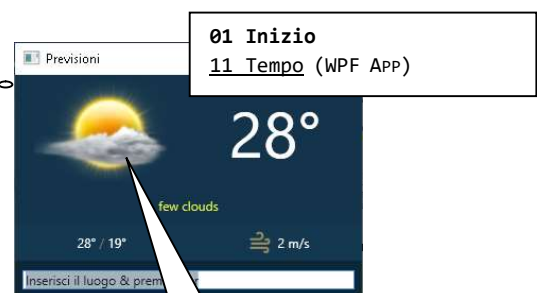 01 Inizio
11 Tempo (WPF APP)
Previsioni
28°
few clouds
28° / 19°
2 m/s
Inserisci il luogo & prem